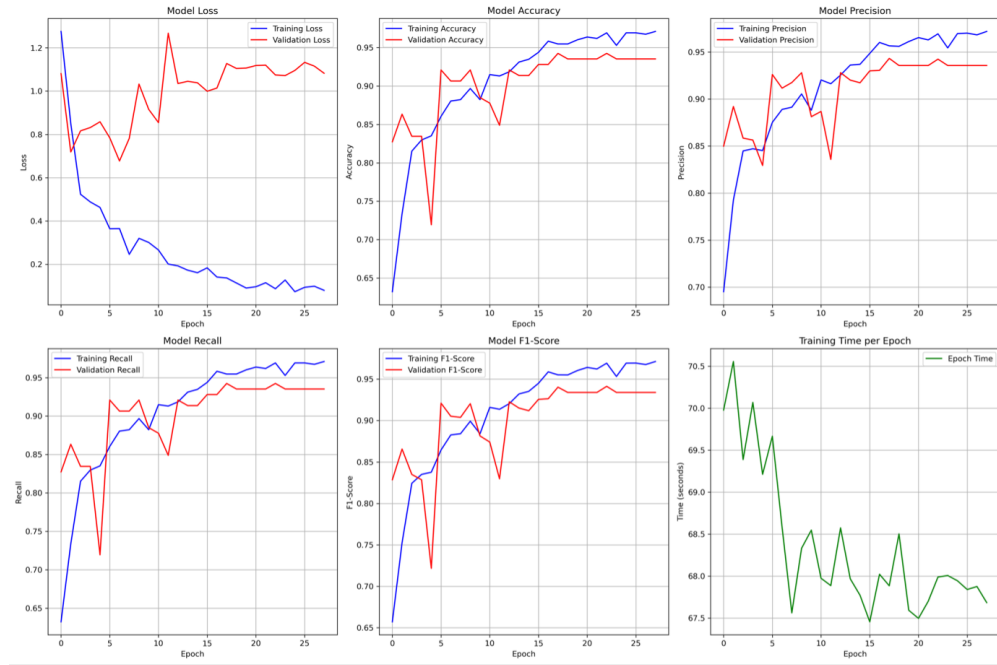 Model Loss
Training Loss
Validation Loss
1.2
1.0
0.8
0.6
0.4
0.2
Loss
0 5 10 15 20 25
Epoch
Model Accuracy
Training Accuracy
Validation Accuracy
0.95
0.90
0.85
0.80
0.75
0.70
0.65
Accuracy
0 5 10 15 20 25
Epoch
Model Precision
Training Precision
Validation Precision
0.95
0.90
0.85
0.80
0.75
0.70
Precision
0 5 10 15 20 25
Epoch
Model Recall
Training Recall
Validation Recall
0.95
0.90
0.85
0.80
0.75
0.70
0.65
Recall
0 5 10 15 20 25
Epoch
Model F1-Score
Training F1-Score
Validation F1-Score
0.95
0.90
0.85
0.80
0.75
0.70
0.65
F1-Score
0 5 10 15 20 25
Epoch
Training Time per Epoch
Epoch Time
70.5
70.0
69.5
69.0
68.5
68.0
67.5
Time (seconds)
0 5 10 15 20 25
Epoch